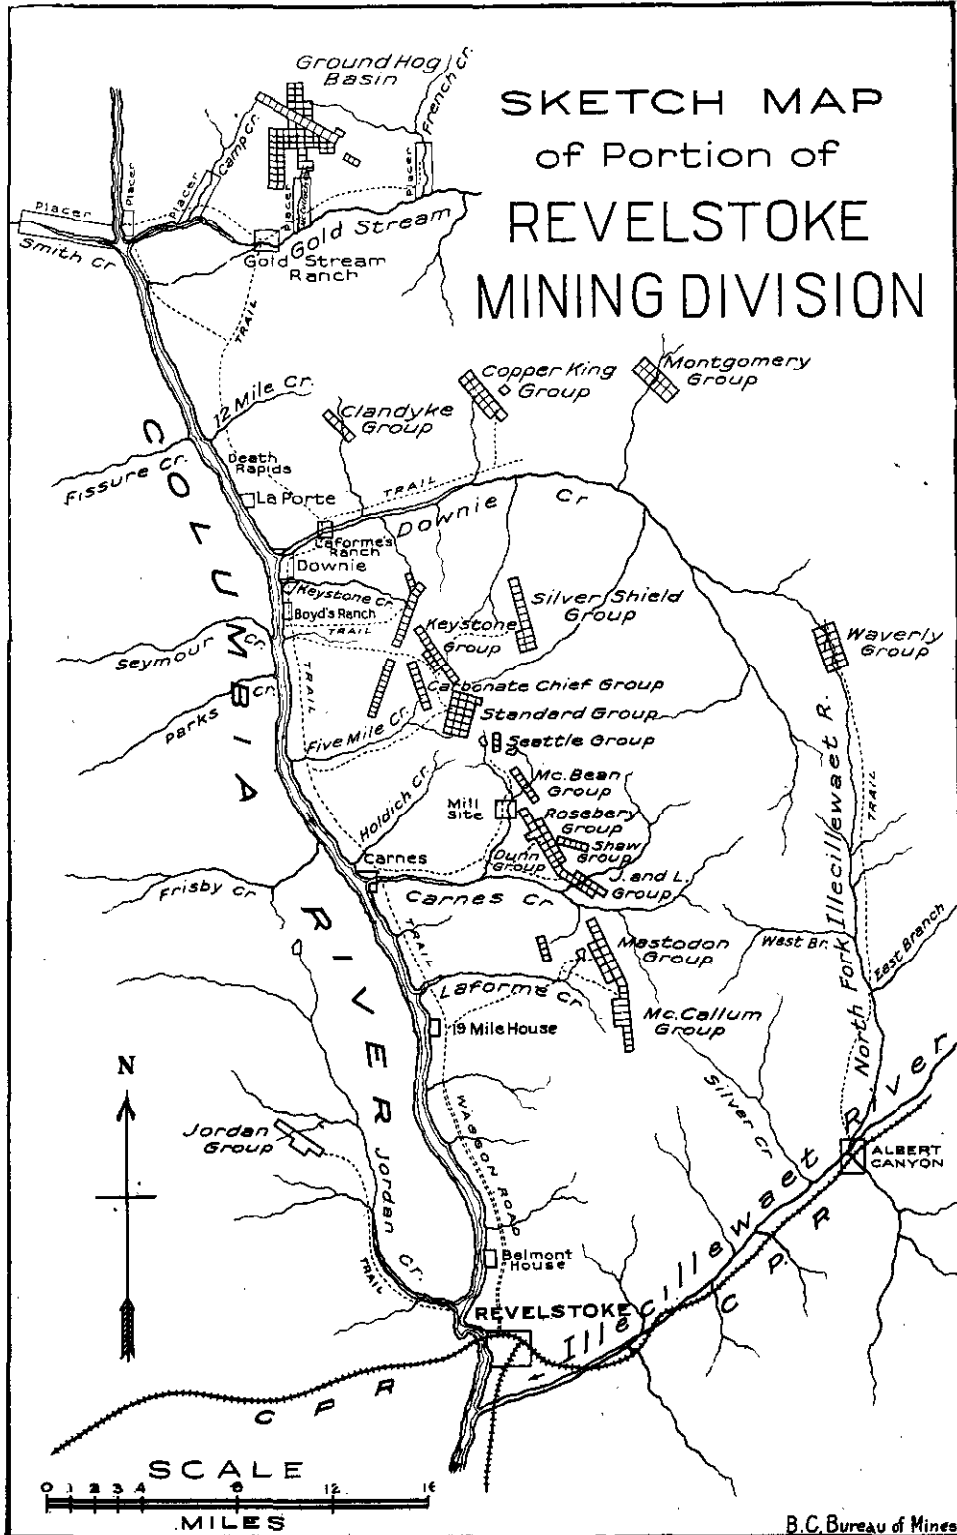 SKETCH MAP
of Portion of
REVELSTOKE
MINING DIVISION
Ground Hog
Basin
French Cr.
Camp Cr.
Placer
Placer
Placer
Placer
Placer
Smith Cr
Gold Stream
Gold Stream
Ranch
TRAIL
12 Mile Cr.
Clandyke
Group
Copper King
Group
Montgomery
Group
Fissure Cr.
Death
Rapids
La Porte
TRAIL
Downie Cr
Laforme's
Ranch
Downie
Keystone Cr.
Boyd's Ranch
TRAIL
Keystone
Group
Silver Shield
Group
Waverly
Group
Seymour Cr.
Parks Cr.
TRAIL
Carbonate Chief Group
Standard Group
Five Mile Cr.
Seattle Group
Mc.Bean
Group
Mill
Site
Rosebery
Group
Shaw
Group
Dunn
Group
J. and L.
Group
Holdich Cr.
Carnes
Carnes Cr
Frisby Cr
TRAIL
Mastodon
Group
Laforme Cr
Mc.Callum
Group
19 Mile House
COLUMBIA RIVER
North Fork Illecillewaet R.
TRAIL
West Br.
East Branch
Silver Cr
WAGGON ROAD
Jordan
Group
Jordan Cr.
TRAIL
Belmont
House
REVELSTOKE
Illecillewaet River
ALBERT
CANYON
C P R
C P R
N
SCALE
0 1 2 3 4 8 12 16
MILES
B.C. Bureau of Mines